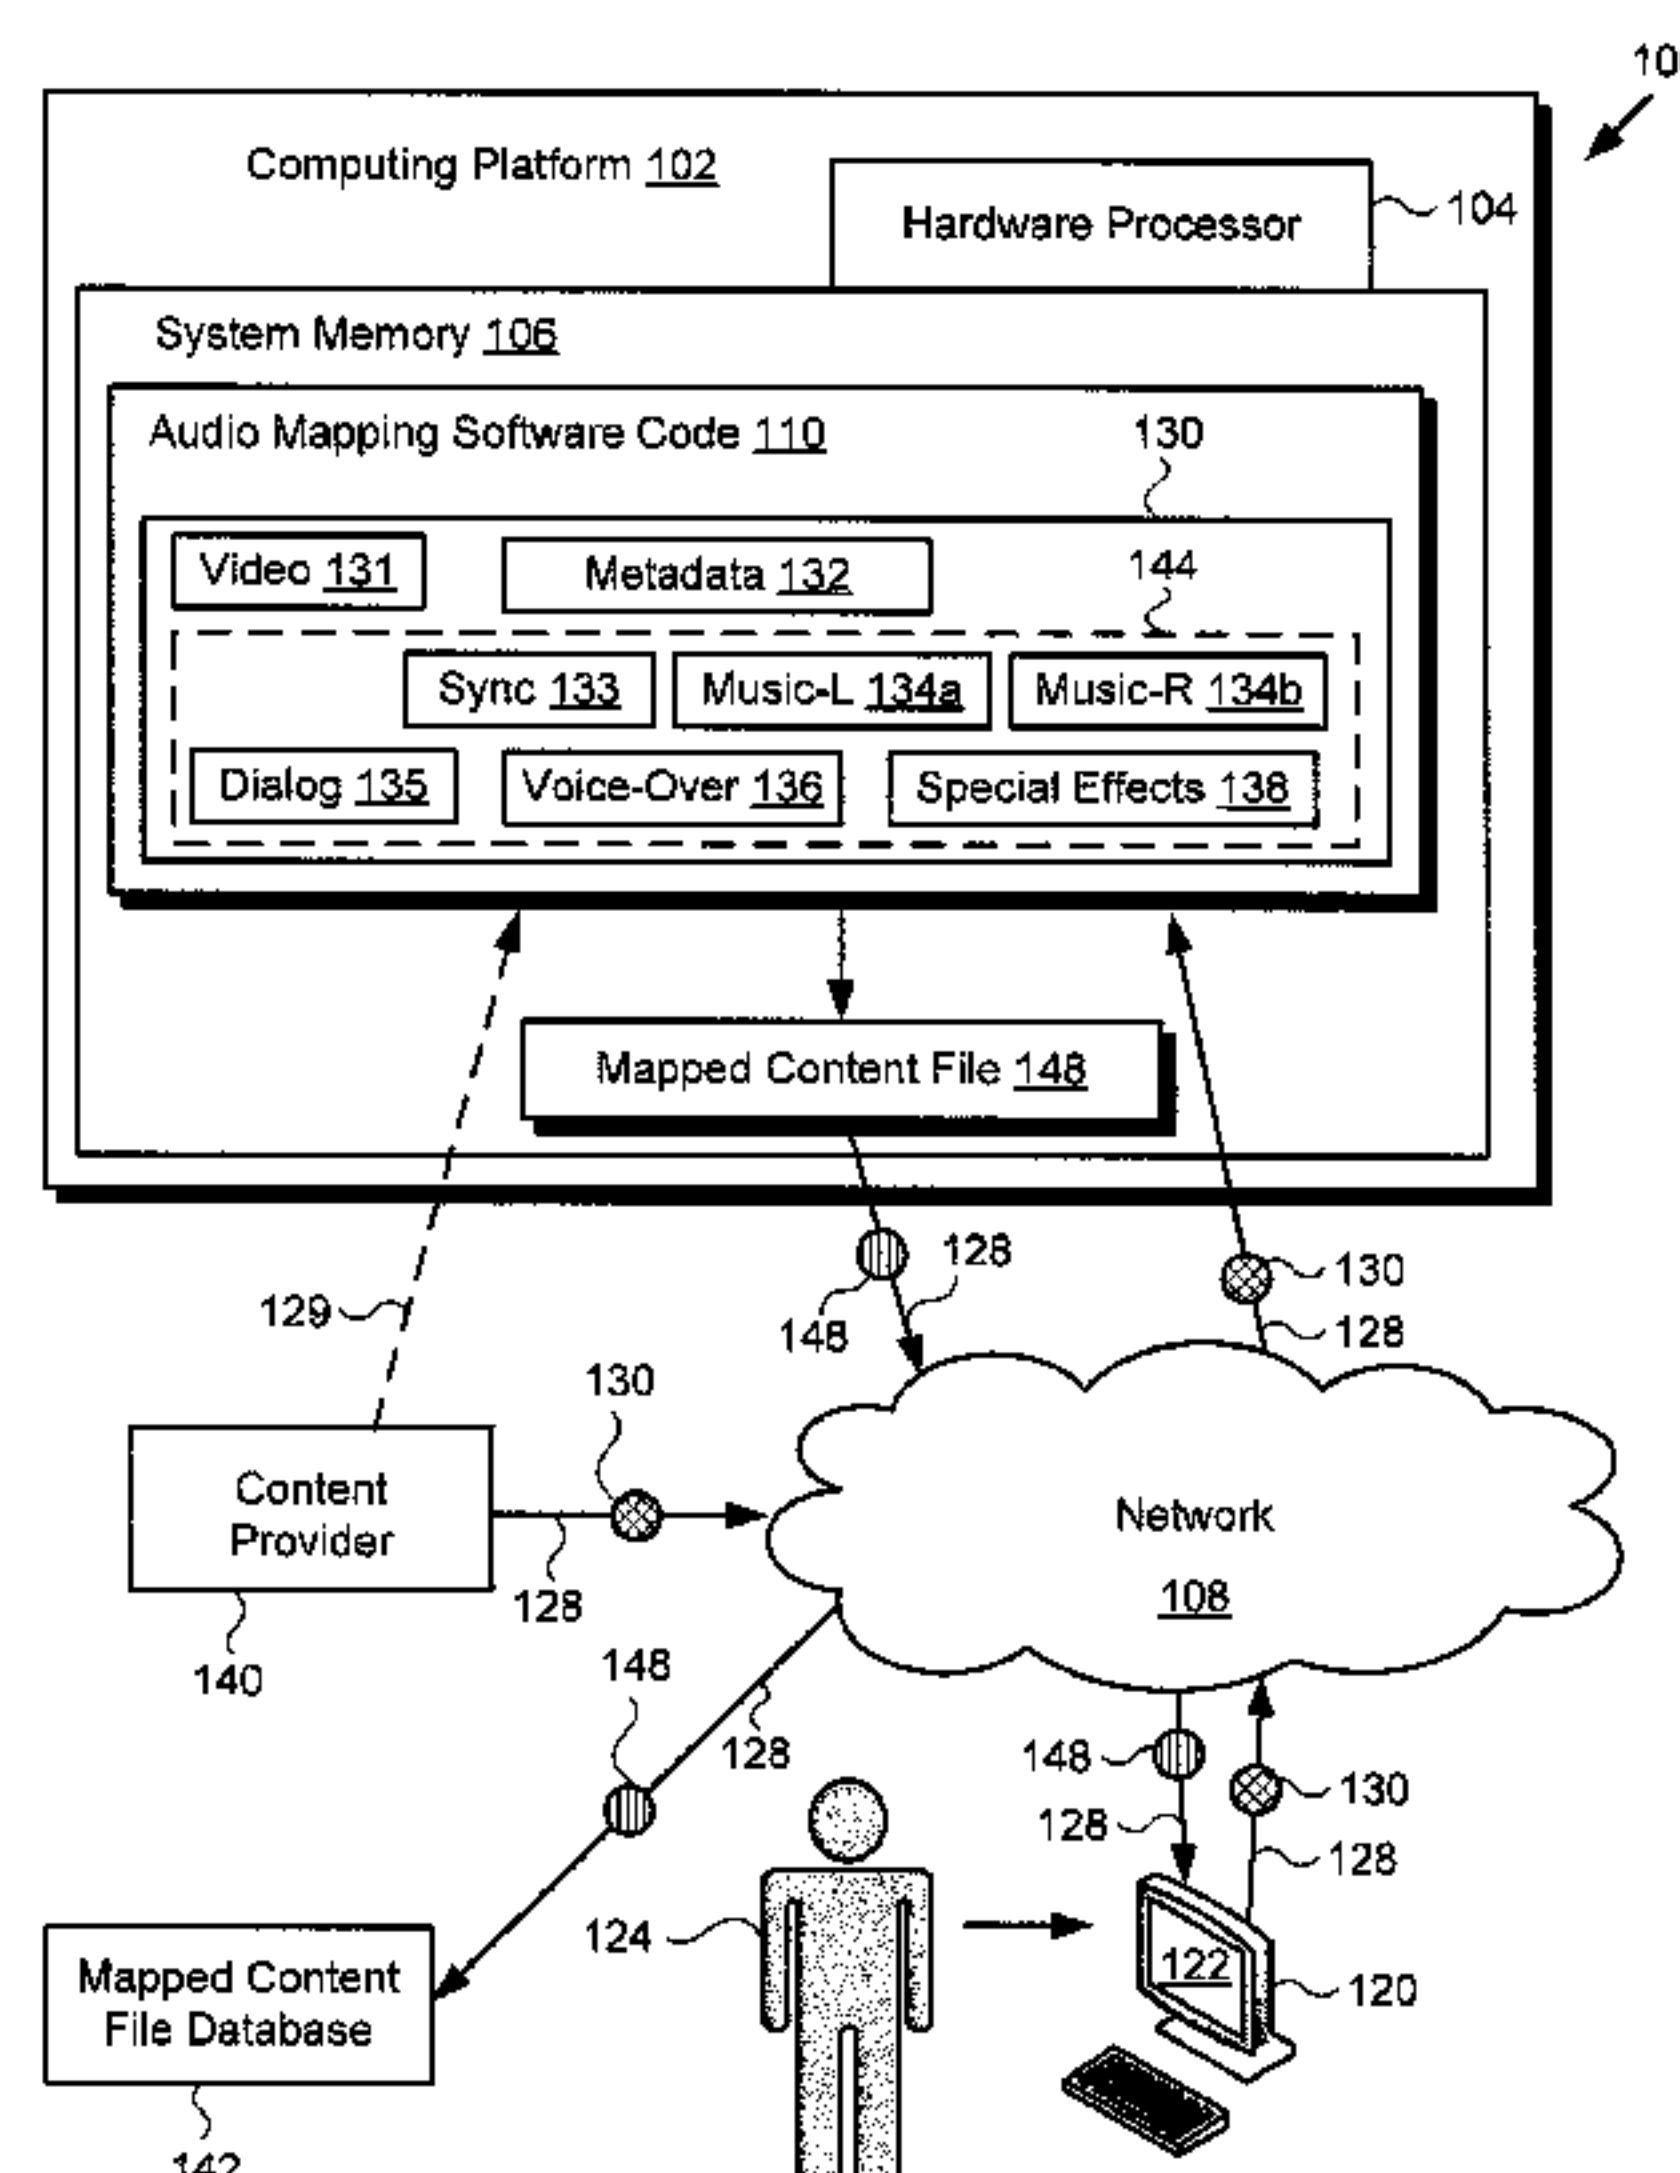 10
Computing Platform 102
Hardware Processor
104
System Memory 106
Audio Mapping Software Code 110
130
Video 131
Metadata 132
144
Sync 133
Music-L 134a
Music-R 134b
Dialog 135
Voice-Over 136
Special Effects 138
Mapped Content File 148
128
130
129
148
128
130
Content
Provider
Network
128
108
140
148
128
148
130
128
128
124
122
120
Mapped Content
File Database
142